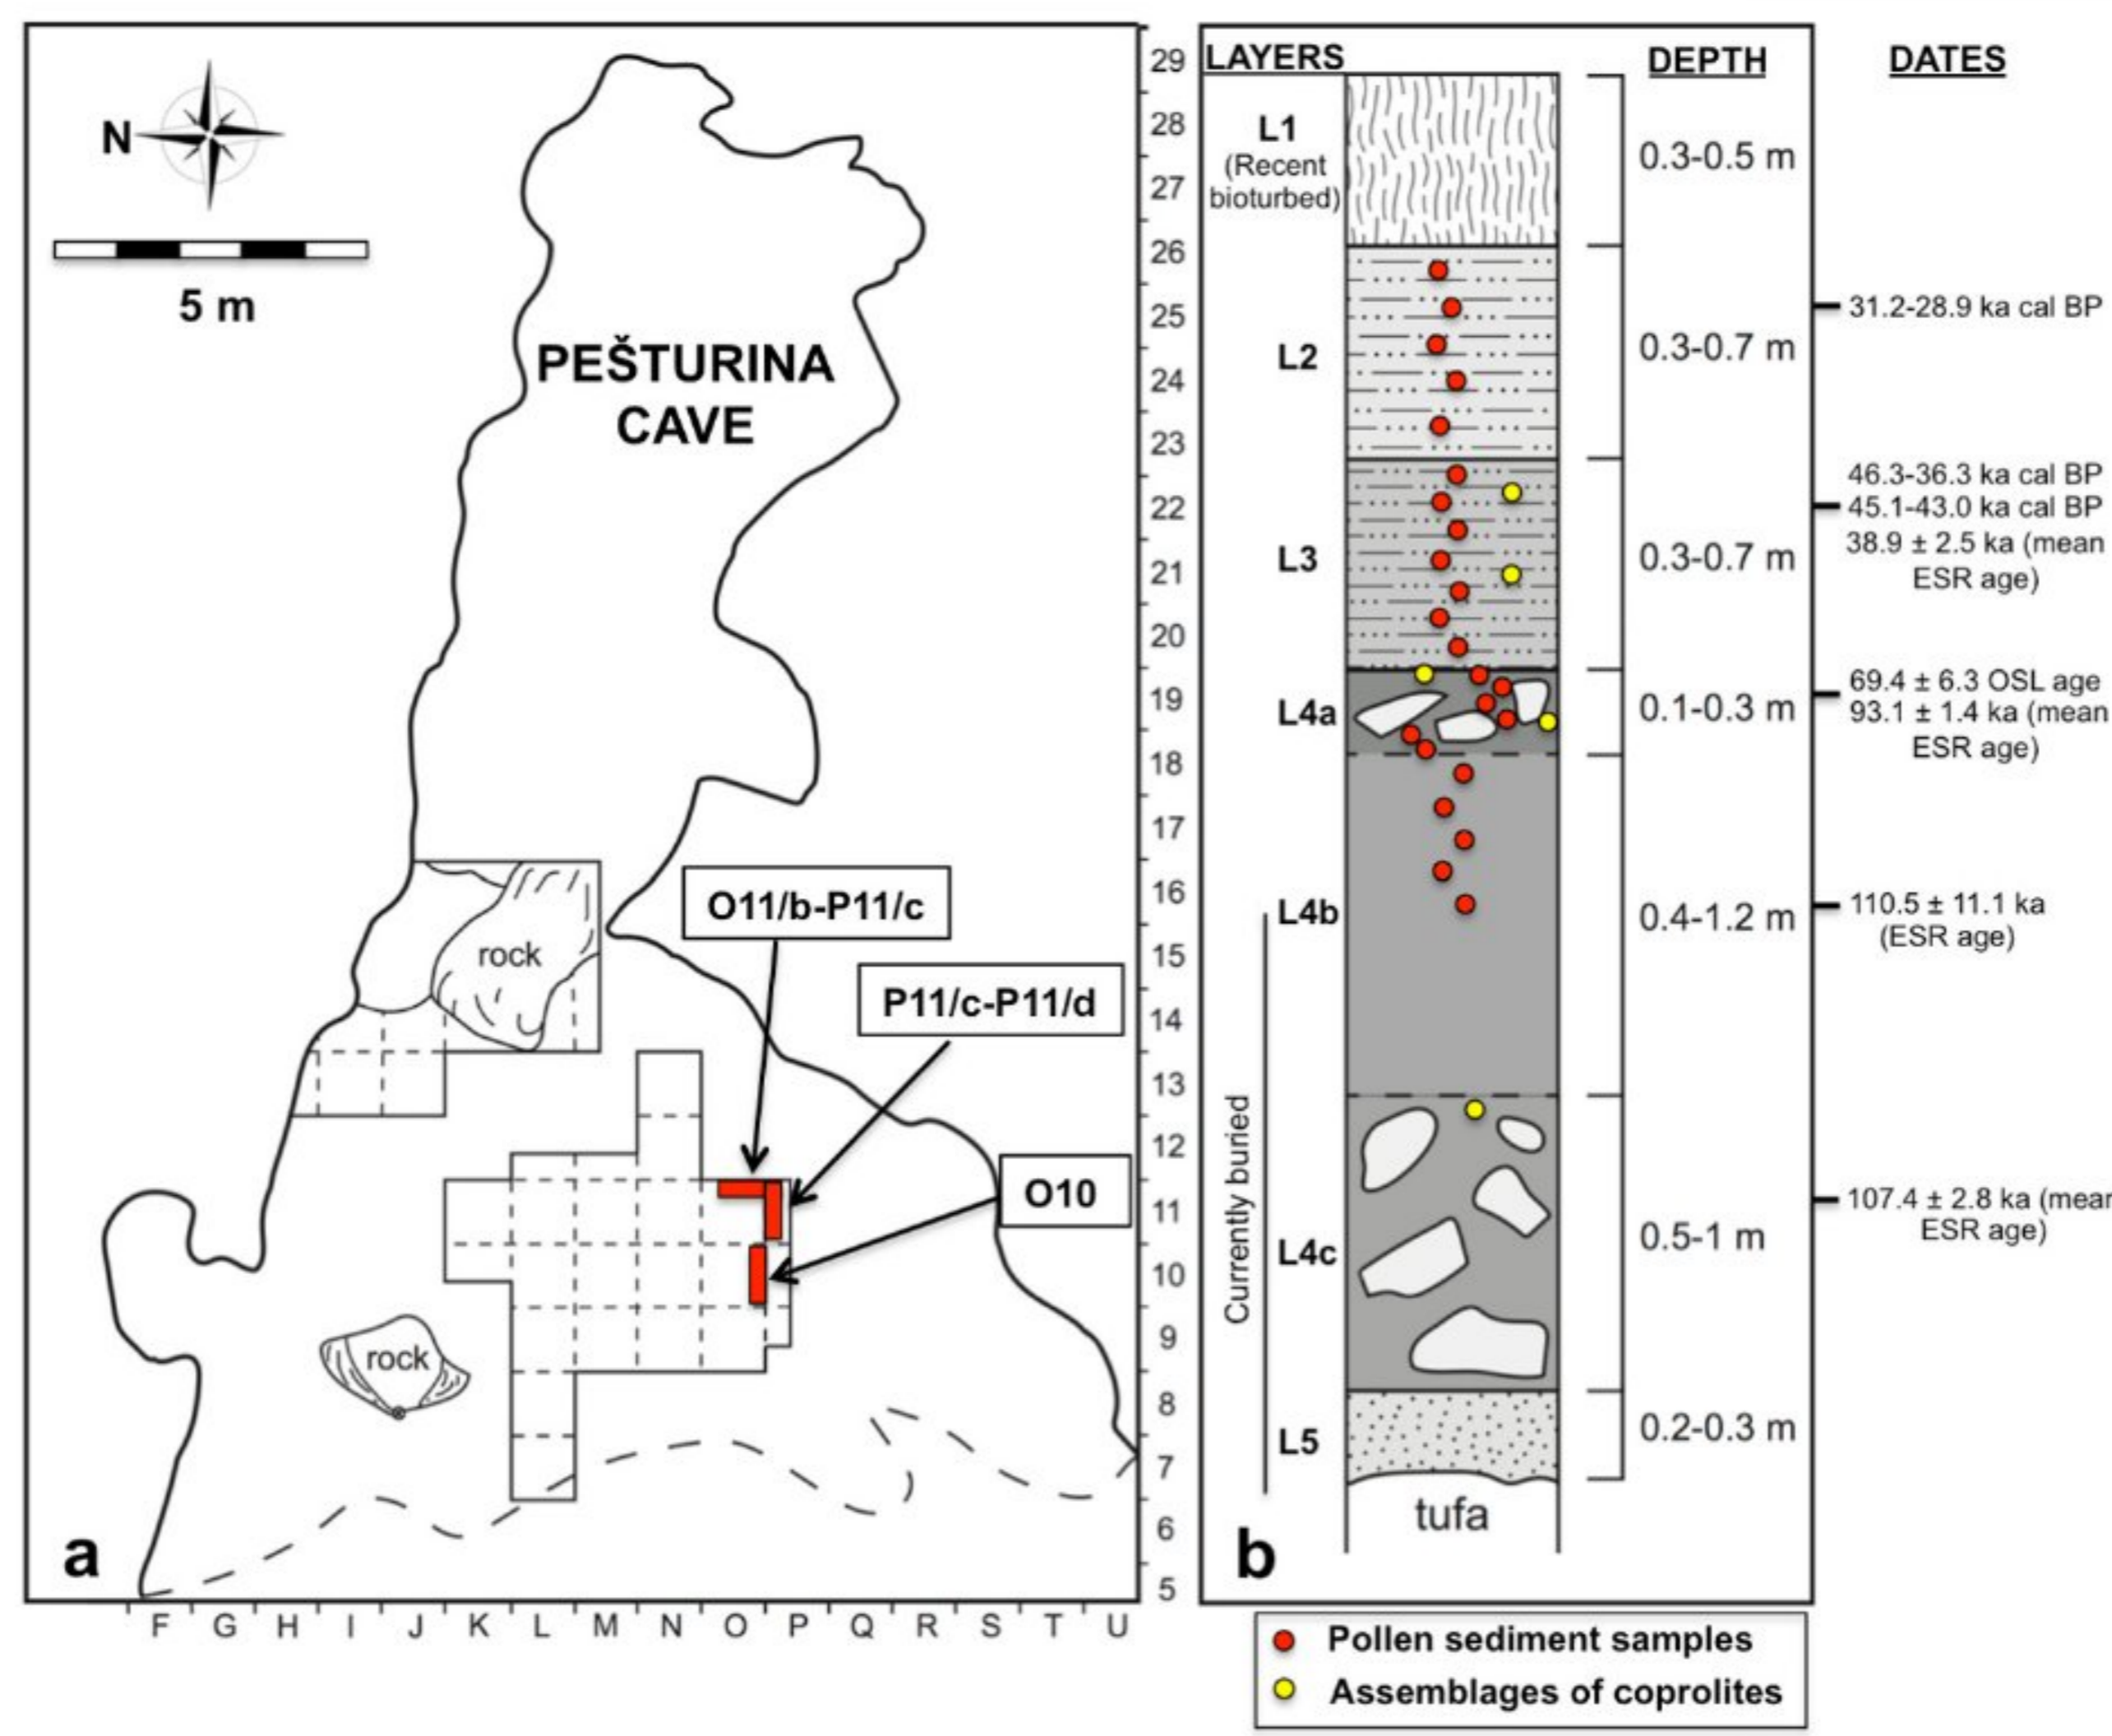 N
5 m
PEŠTURINA
CAVE
rock
O11/b-P11/c
P11/c-P11/d
O10
rock
a
29
28
27
26
25
24
23
22
21
20
19
18
17
16
15
14
13
12
11
10
9
8
7
6
5
F G H I J K L M N O P Q R S T U
LAYERS
DEPTH
DATES
L1
(Recent
bioturbed)
0.3-0.5 m
L2
0.3-0.7 m
31.2-28.9 ka cal BP
L3
0.3-0.7 m
46.3-36.3 ka cal BP
45.1-43.0 ka cal BP
38.9 ± 2.5 ka (mean
ESR age)
L4a
0.1-0.3 m
69.4 ± 6.3 OSL age
93.1 ± 1.4 ka (mean
ESR age)
L4b
0.4-1.2 m
110.5 ± 11.1 ka
(ESR age)
Currently buried
L4c
0.5-1 m
107.4 ± 2.8 ka (mean
ESR age)
L5
0.2-0.3 m
tufa
b
Pollen sediment samples
Assemblages of coprolites